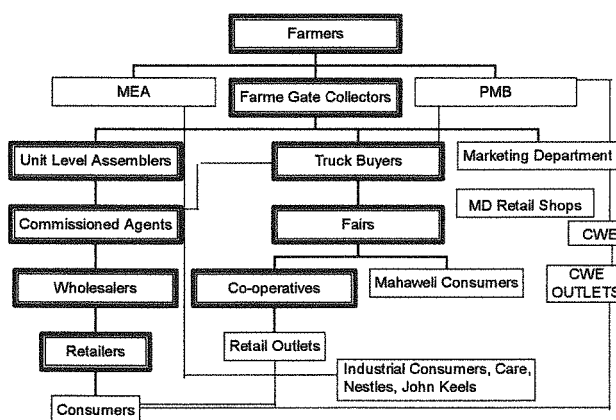 Farmers
MEA
Farme Gate Collectors
PMB
Unit Level Assemblers
Truck Buyers
Marketing Department
Commissioned Agents
Fairs
MD Retail Shops
CWE
Wholesalers
Co-operatives
Mahaweli Consumers
CWE
OUTLETS
Retailers
Retail Outlets
Industrial Consumers, Care,
Nestles, John Keels
Consumers